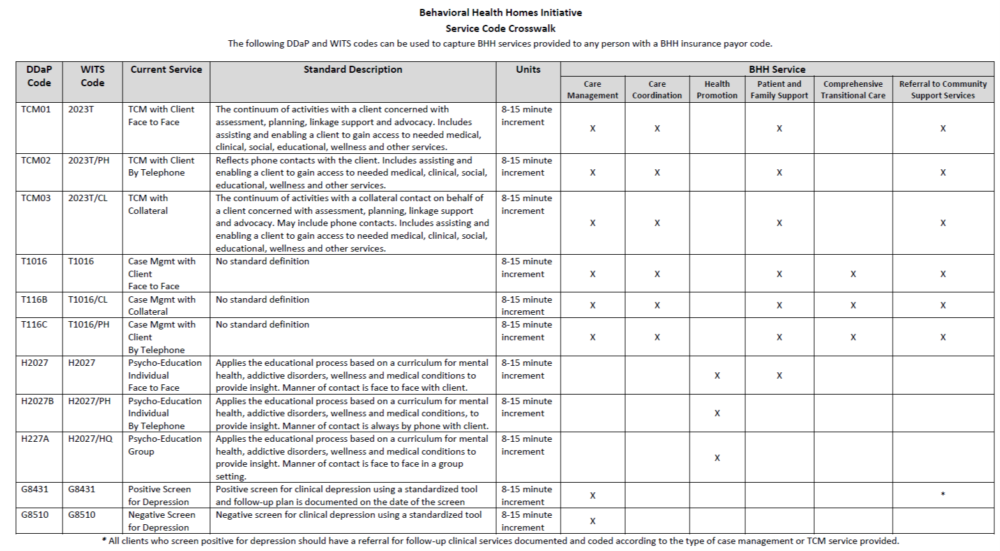 Behavioral Health Homes Initiative
Service Code Crosswalk
The following DDaP and WITS codes can be used to capture BHH services provided to any person with a BHH insurance payor code.
DDaP Code WITS Code Current Service Standard Description Units BHH Service
Care Management Care Coordination Health Promotion Patient and Family Support Comprehensive Transitional Care Referral to Community Support Services
TCM01 2023T TCM with Client 8-15 minute
Face to Face increment
The continuum of activities with a client concerned with
assessment, planning, linkage support and advocacy. Includes
assisting and enabling a client to gain access to needed medical,
clinical, social, educational, wellness and other services.
X X X X
TCM02 2023T/PH TCM with Client 8-15 minute
By Telephone increment
Reflects phone contacts with the client. Includes assisting and
enabling a client to gain access to needed medical, clinical, social,
educational, wellness and other services.
X X X X
TCM03 2023T/CL TCM with 8-15 minute
Collateral increment
The continuum of activities with a collateral contact on behalf of
a client concerned with assessment, planning, linkage support
and advocacy. May include phone contacts. Includes assisting and
enabling a client to gain access to needed medical, clinical, social,
educational, wellness and other services.
X X X X
T1016 T1016 Case Mgmt with No standard definition 8-15 minute
Client increment
Face to Face
X X X X X
T116B T1016/CL Case Mgmt with No standard definition 8-15 minute
Collateral increment
X X X X X
T116C T1016/PH Case Mgmt with No standard definition 8-15 minute
Client increment
By Telephone
X X X X X
H2027 H2027 Psycho-Education 8-15 minute
Individual increment
Face to Face
Applies the educational process based on a curriculum for mental
health, addictive disorders, wellness and medical conditions to
provide insight. Manner of contact is face to face with client.
X X
H2027B H2027/PH Psycho-Education 8-15 minute
Individual increment
By Telephone
Applies the educational process based on a curriculum for mental
health, addictive disorders, wellness and medical conditions, to
provide insight. Manner of contact is always by phone with client.
X
H227A H2027/HQ Psycho-Education 8-15 minute
Group increment
Applies the educational process based on a curriculum for mental
health, addictive disorders, wellness and medical conditions to
provide insight. Manner of contact is face to face in a group
setting.
X
G8431 G8431 Positive Screen 8-15 minute
for Depression increment
Positive screen for clinical depression using a standardized tool
and follow-up plan is documented on the date of the screen
X *
G8510 G8510 Negative Screen 8-15 minute
for Depression increment
Negative screen for clinical depression using a standardized tool
X
* All clients who screen positive for depression should have a referral for follow-up clinical services documented and coded according to the type of case management or TCM service provided.